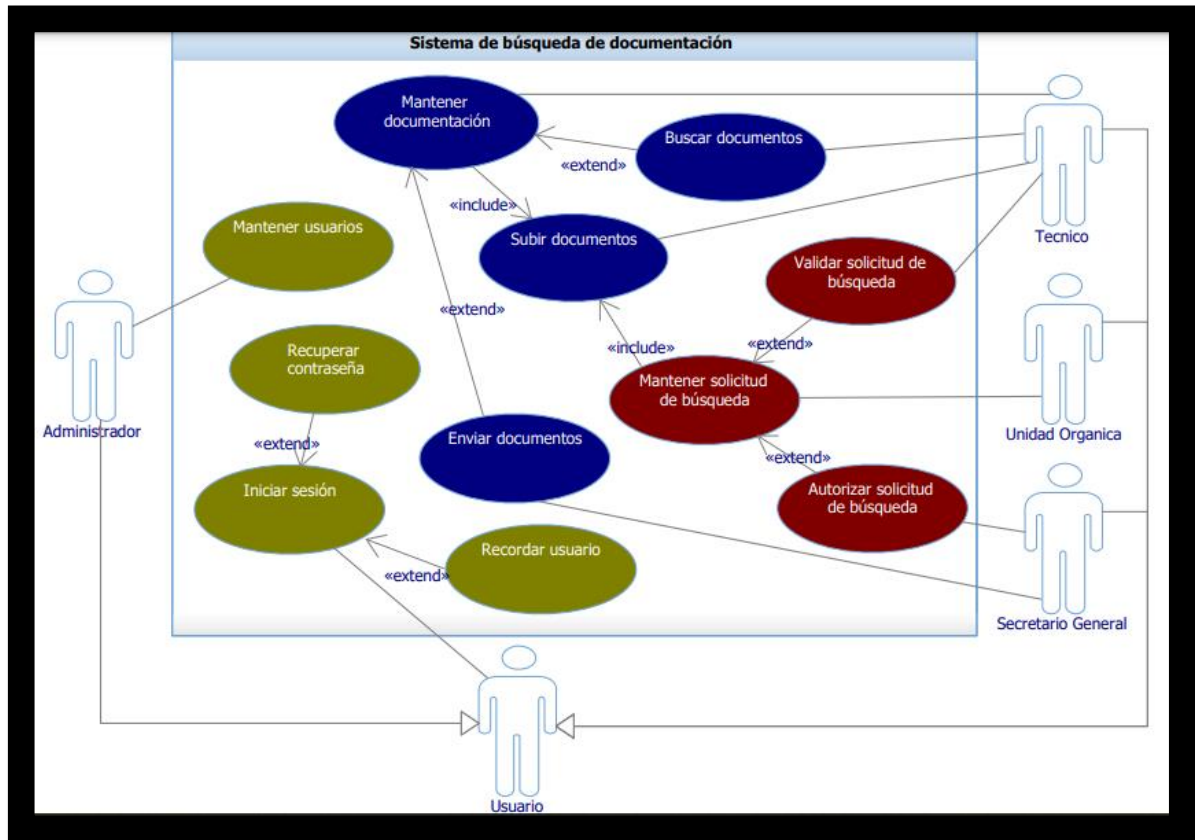 Sistema de búsqueda de documentación
Mantener
documentación
Buscar documentos
«extend»
«include»
Mantener usuarios
Subir documentos
Tecnico
Validar solicitud de
búsqueda
«extend»
Recuperar
contraseña
«include»
«extend»
Mantener solicitud
de búsqueda
Administrador
«extend»
Enviar documentos
Unidad Organica
«extend»
Iniciar sesión
Autorizar solicitud
de búsqueda
Recordar usuario
«extend»
Secretario General
Usuario